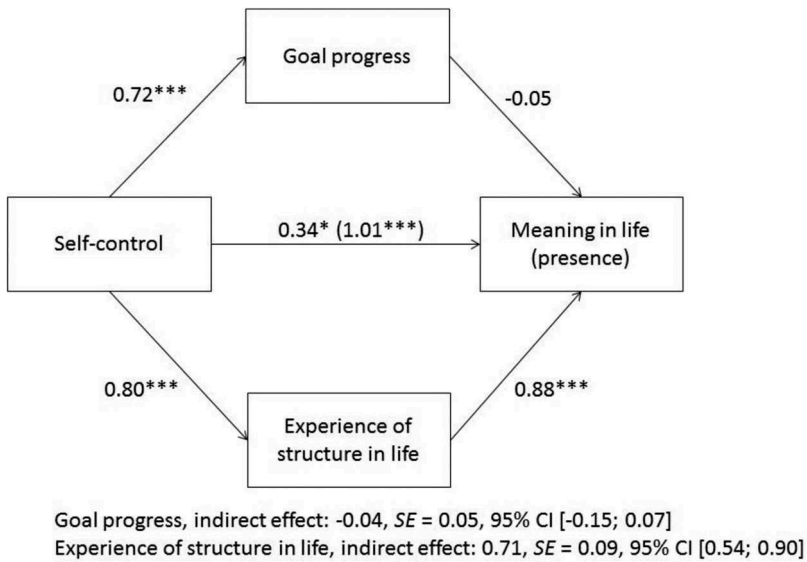 Goal progress
0.72***
-0.05
Self-control
0.34* (1.01***)
Meaning in life
(presence)
0.80***
0.88***
Experience of
structure in life
Goal progress, indirect effect: -0.04, SE = 0.05, 95% CI [-0.15; 0.07]
Experience of structure in life, indirect effect: 0.71, SE = 0.09, 95% CI [0.54; 0.90]